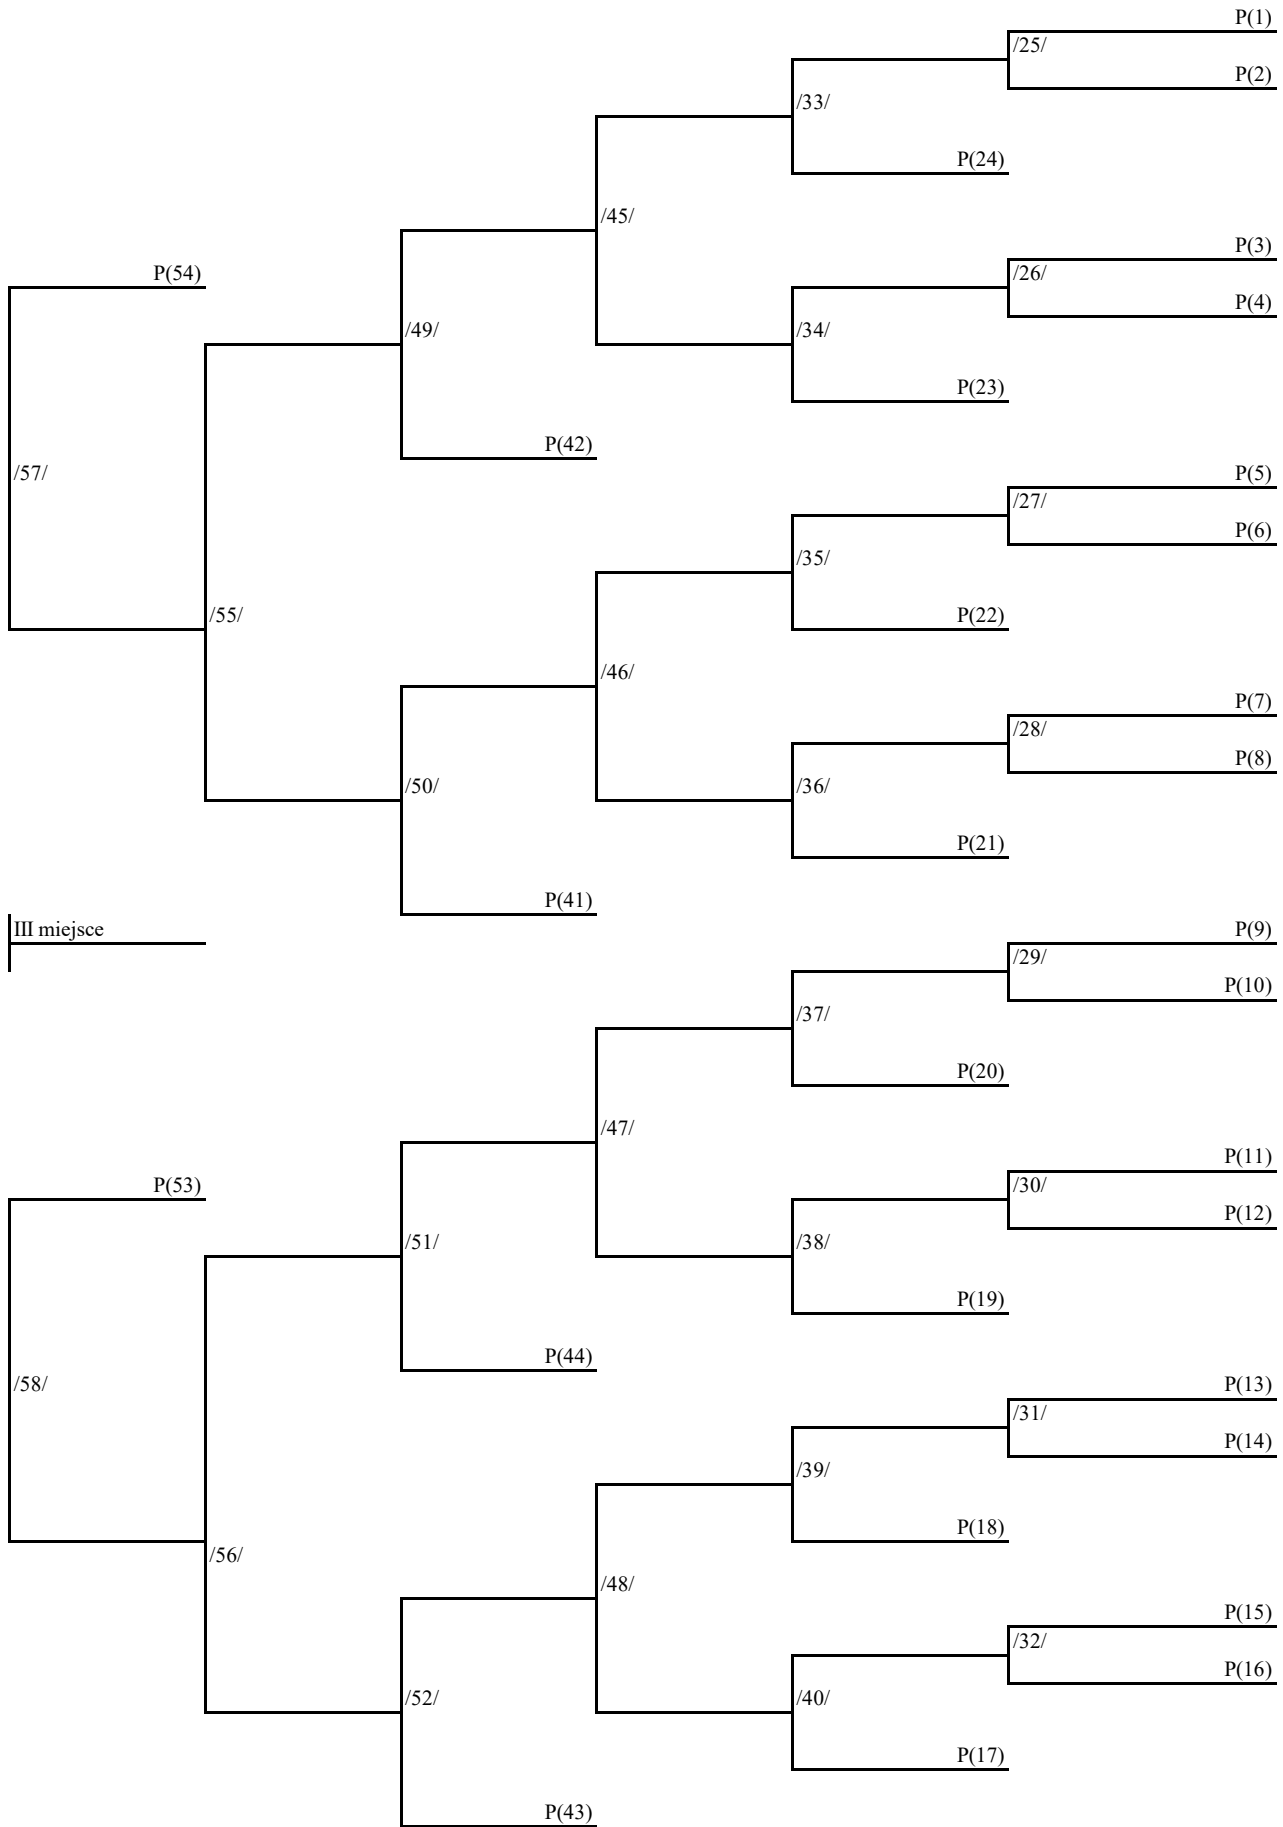 P(1)
/25/
P(2)
/33/
P(24)
/45/
P(3)
/26/
P(54)
P(4)
/49/
/34/
P(23)
P(42)
/57/
P(5)
/27/
P(6)
/35/
/55/
P(22)
/46/
P(7)
/28/
P(8)
/50/
/36/
P(21)
P(41)
III miejsce
P(9)
/29/
P(10)
/37/
P(20)
/47/
P(11)
P(53)
/30/
P(12)
/51/
/38/
P(19)
P(44)
/58/
P(13)
/31/
P(14)
/39/
P(18)
/56/
/48/
P(15)
/32/
P(16)
/52/
/40/
P(17)
P(43)